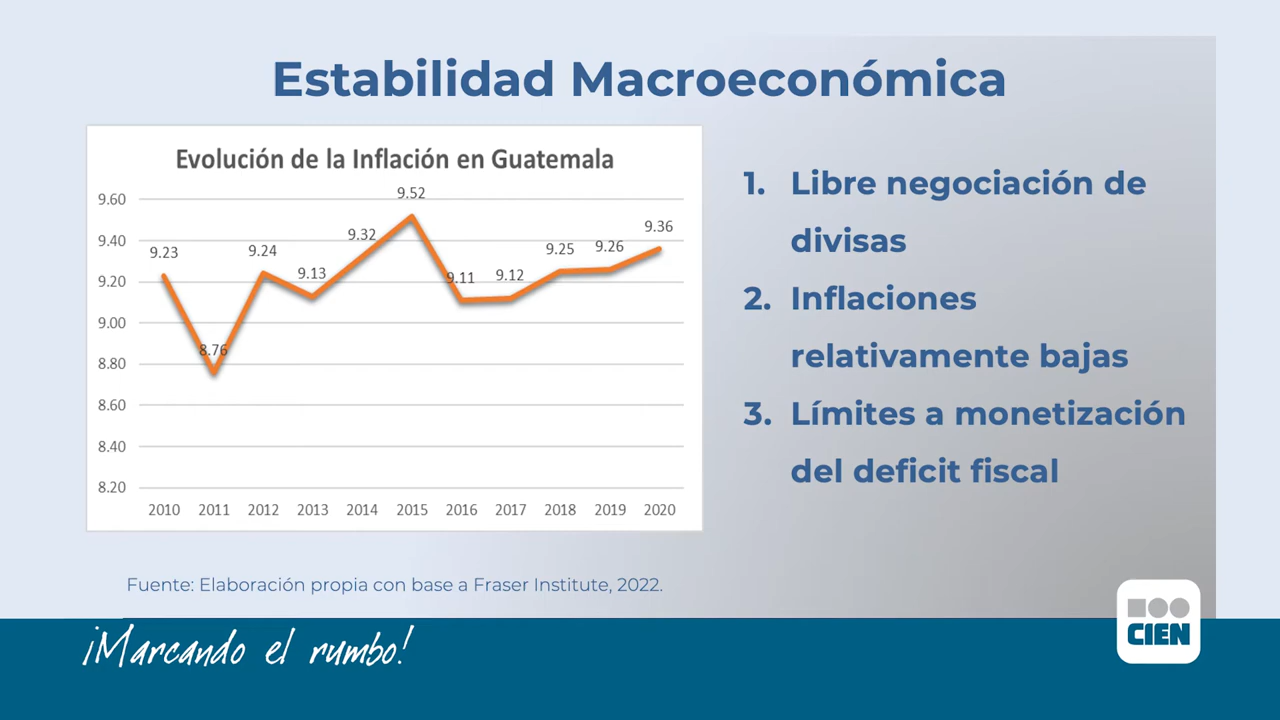 Estabilidad Macroeconómica
Evolución de la Inflación en Guatemala
9.60
9.40
9.20
9.00
8.80
8.60
8.40
8.20
9.23
8.76
9.24
9.13
9.32
9.52
9.11
9.12
9.25
9.26
9.36
2010 2011 2012 2013 2014 2015 2016 2017 2018 2019 2020
1. Libre negociación de
divisas
2. Inflaciones
relativamente bajas
3. Límites a monetización
del deficit fiscal
Fuente: Elaboración propia con base a Fraser Institute, 2022.
¡Marcando el rumbo!
CIEN